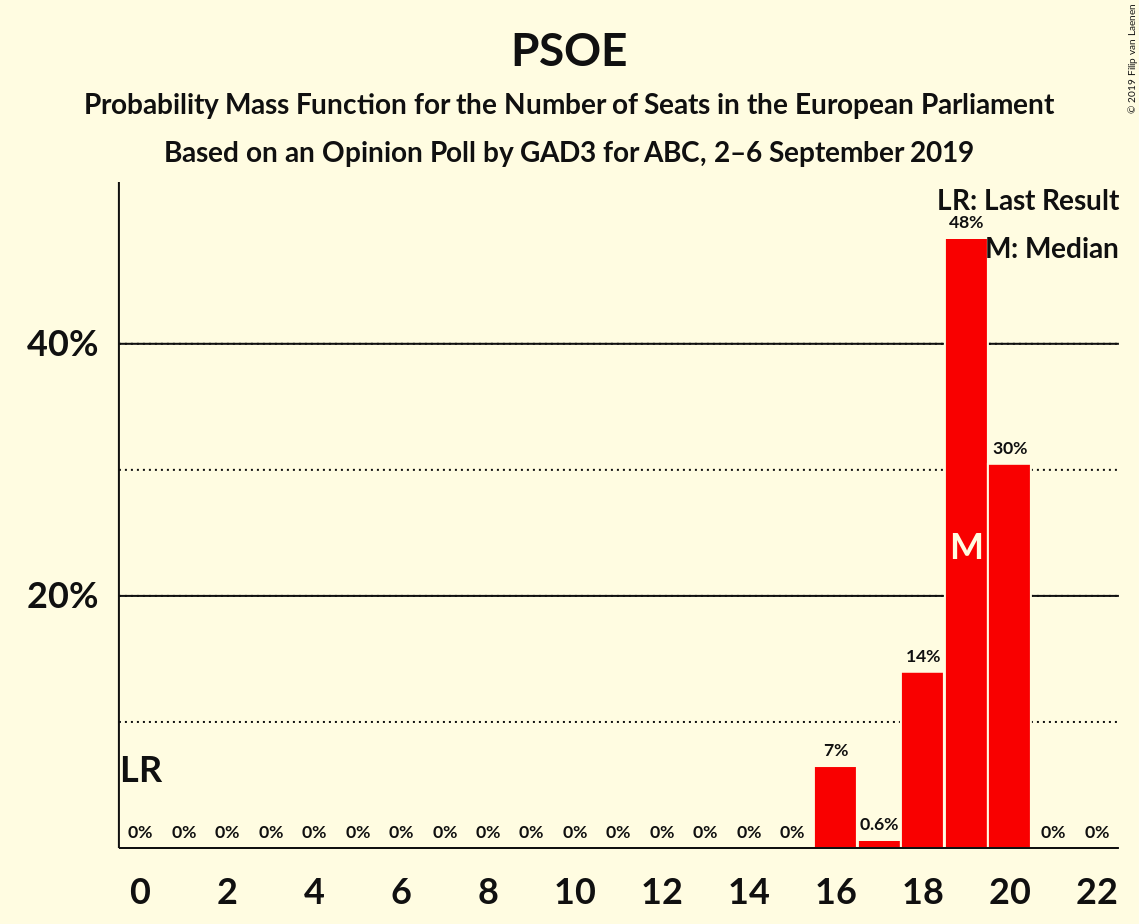 PSOE
Probability Mass Function for the Number of Seats in the European Parliament
Based on an Opinion Poll by GAD3 for ABC, 2–6 September 2019
© 2019 Filip van Laenen
LR: Last Result
M: Median
48%
40%
30%
M
20%
14%
7%
LR
0% 0% 0% 0% 0% 0% 0% 0% 0% 0% 0% 0% 0% 0% 0% 0% 0.6% 0% 0%
0 2 4 6 8 10 12 14 16 18 20 22